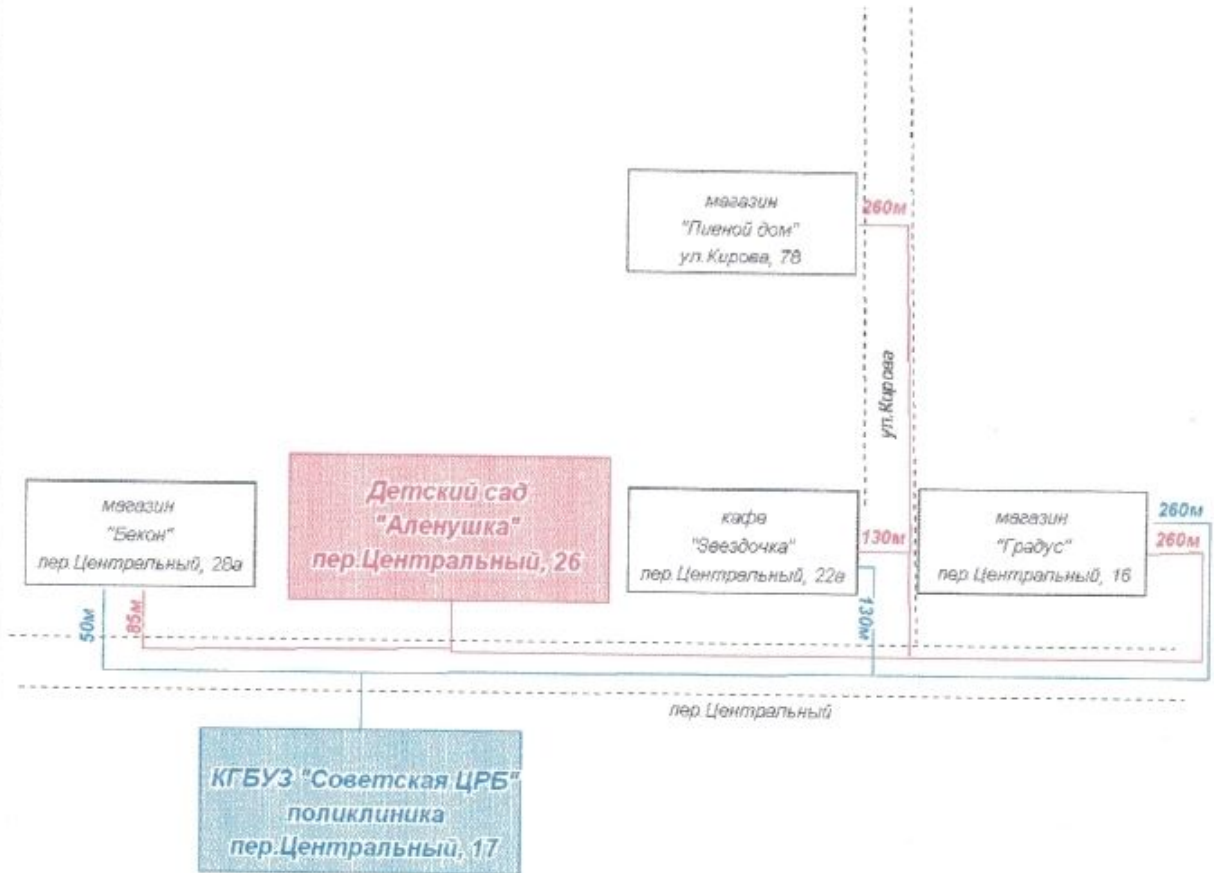 магазин
"Пивной дом"
ул.Кирова, 78
260м
ул.Кирова
магазин
"Бекон"
пер.Центральный, 28а
Детский сад
"Аленушка"
пер.Центральный, 26
кафе
"Звездочка"
пер.Центральный, 22а
130м
магазин
"Градус"
пер.Центральный, 16
260м
260м
50м
85м
130м
пер.Центральный
КГБУЗ "Советская ЦРБ"
поликлиника
пер.Центральный, 17